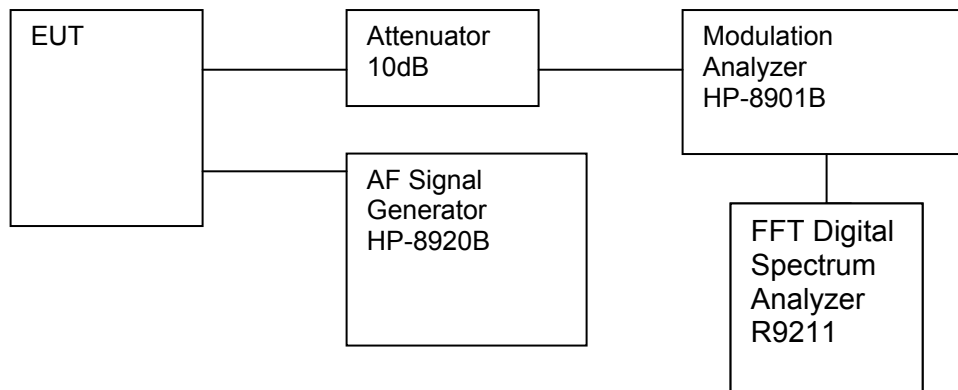 EUT
Attenuator
10dB
Modulation
Analyzer
HP-8901B
AF Signal
Generator
HP-8920B
FFT Digital
Spectrum
Analyzer
R9211